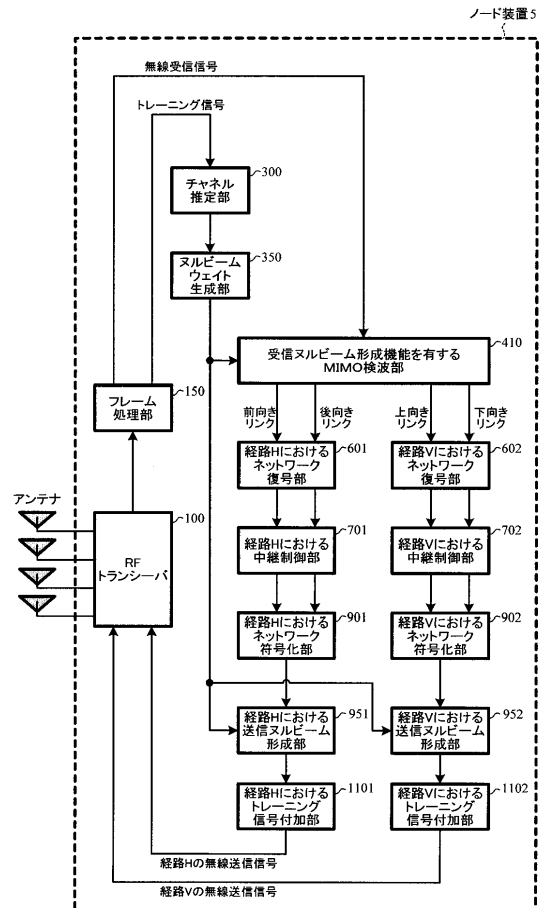 ノード装置5
無線受信信号
トレーニング信号
チャネル
推定部
300
ヌルビーム
ウェイト
生成部
350
受信ヌルビーム形成機能を有する
MIMO検波部
410
フレーム
処理部
150
前向き
リンク
後向き
リンク
上向き
リンク
下向き
リンク
経路Hにおける
ネットワーク
復号部
601
経路Vにおける
ネットワーク
復号部
602
アンテナ
RF
トランシーバ
100
経路Hにおける
中継制御部
701
経路Vにおける
中継制御部
702
経路Hにおける
ネットワーク
符号化部
901
経路Vにおける
ネットワーク
符号化部
902
経路Hにおける
送信ヌルビーム
形成部
951
経路Vにおける
送信ヌルビーム
形成部
952
経路Hにおける
トレーニング
信号付加部
1101
経路Vにおける
トレーニング
信号付加部
1102
経路Hの無線送信信号
経路Vの無線送信信号